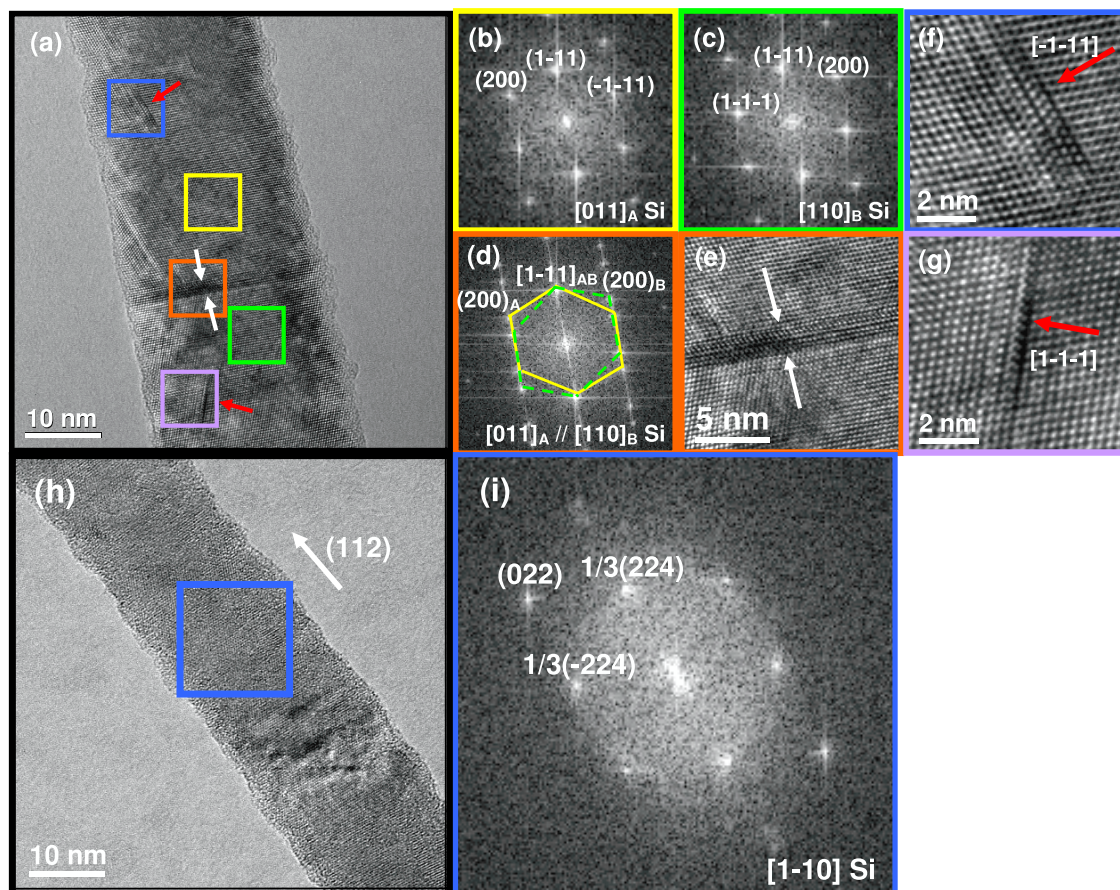 (a)
10 nm
(b)
(1-11)
(200)
(-1-11)
[011]A Si
(c)
(1-11)
(200)
(1-1-1)
[110]B Si
(f)
[-1-11]
2 nm
(d)
[1-11]AB
(200)B
(200)A
[011]A // [110]B Si
(e)
5 nm
(g)
[1-1-1]
2 nm
(h)
(112)
10 nm
(i)
(022)
1/3(224)
1/3(-224)
[1-10] Si